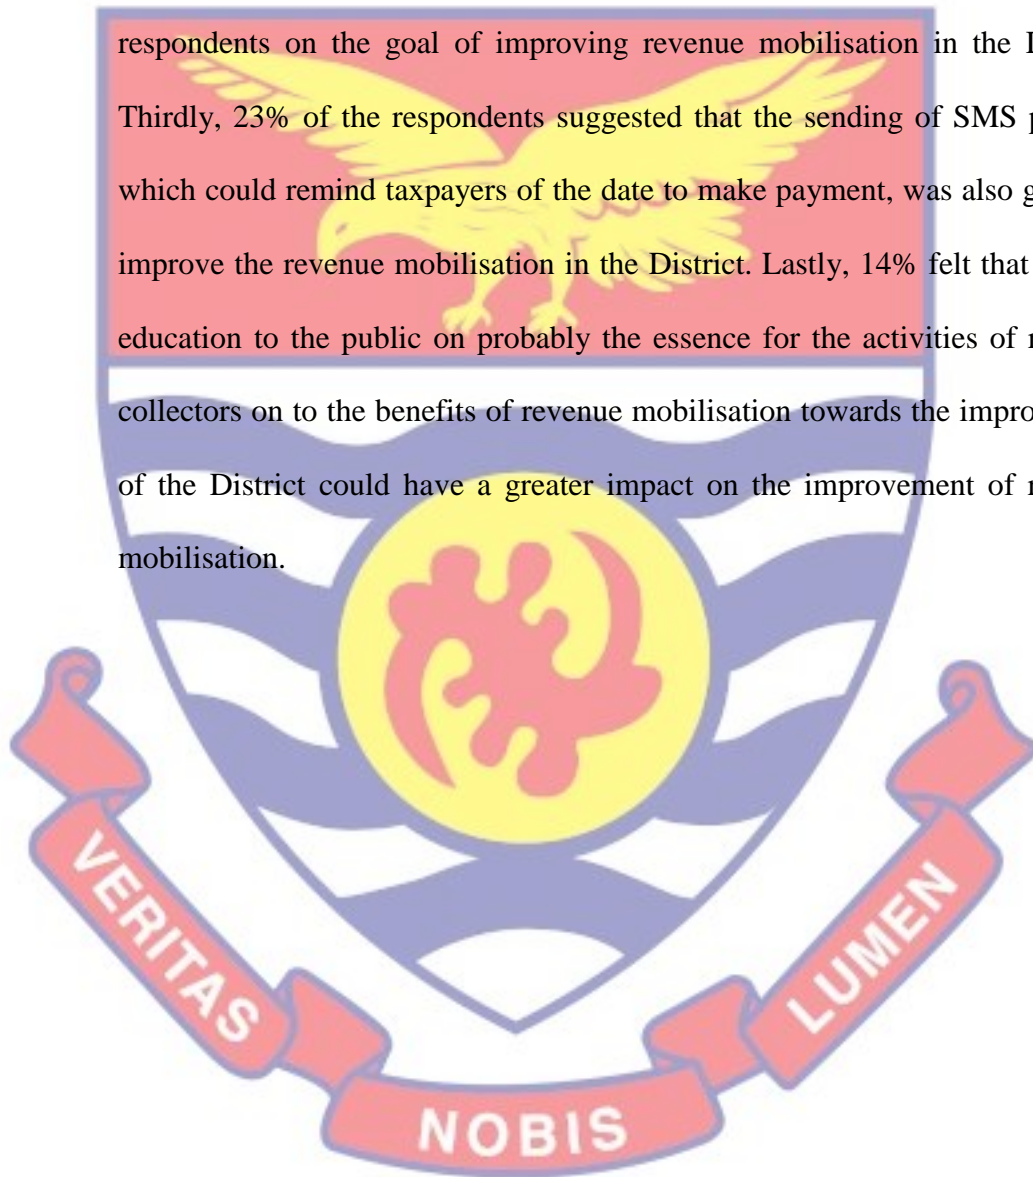 respondents on the goal of improving revenue mobilisation in the
Thirdly, 23% of the respondents suggested that the sending of SMS
which could remind taxpayers of the date to make payment, was also
improve the revenue mobilisation in the District. Lastly, 14% felt that
education to the public on probably the essence for the activities of
collectors on to the benefits of revenue mobilisation towards the
of the District could have a greater impact on the improvement of
mobilisation.
VERITAS
NOBIS
LUMEN